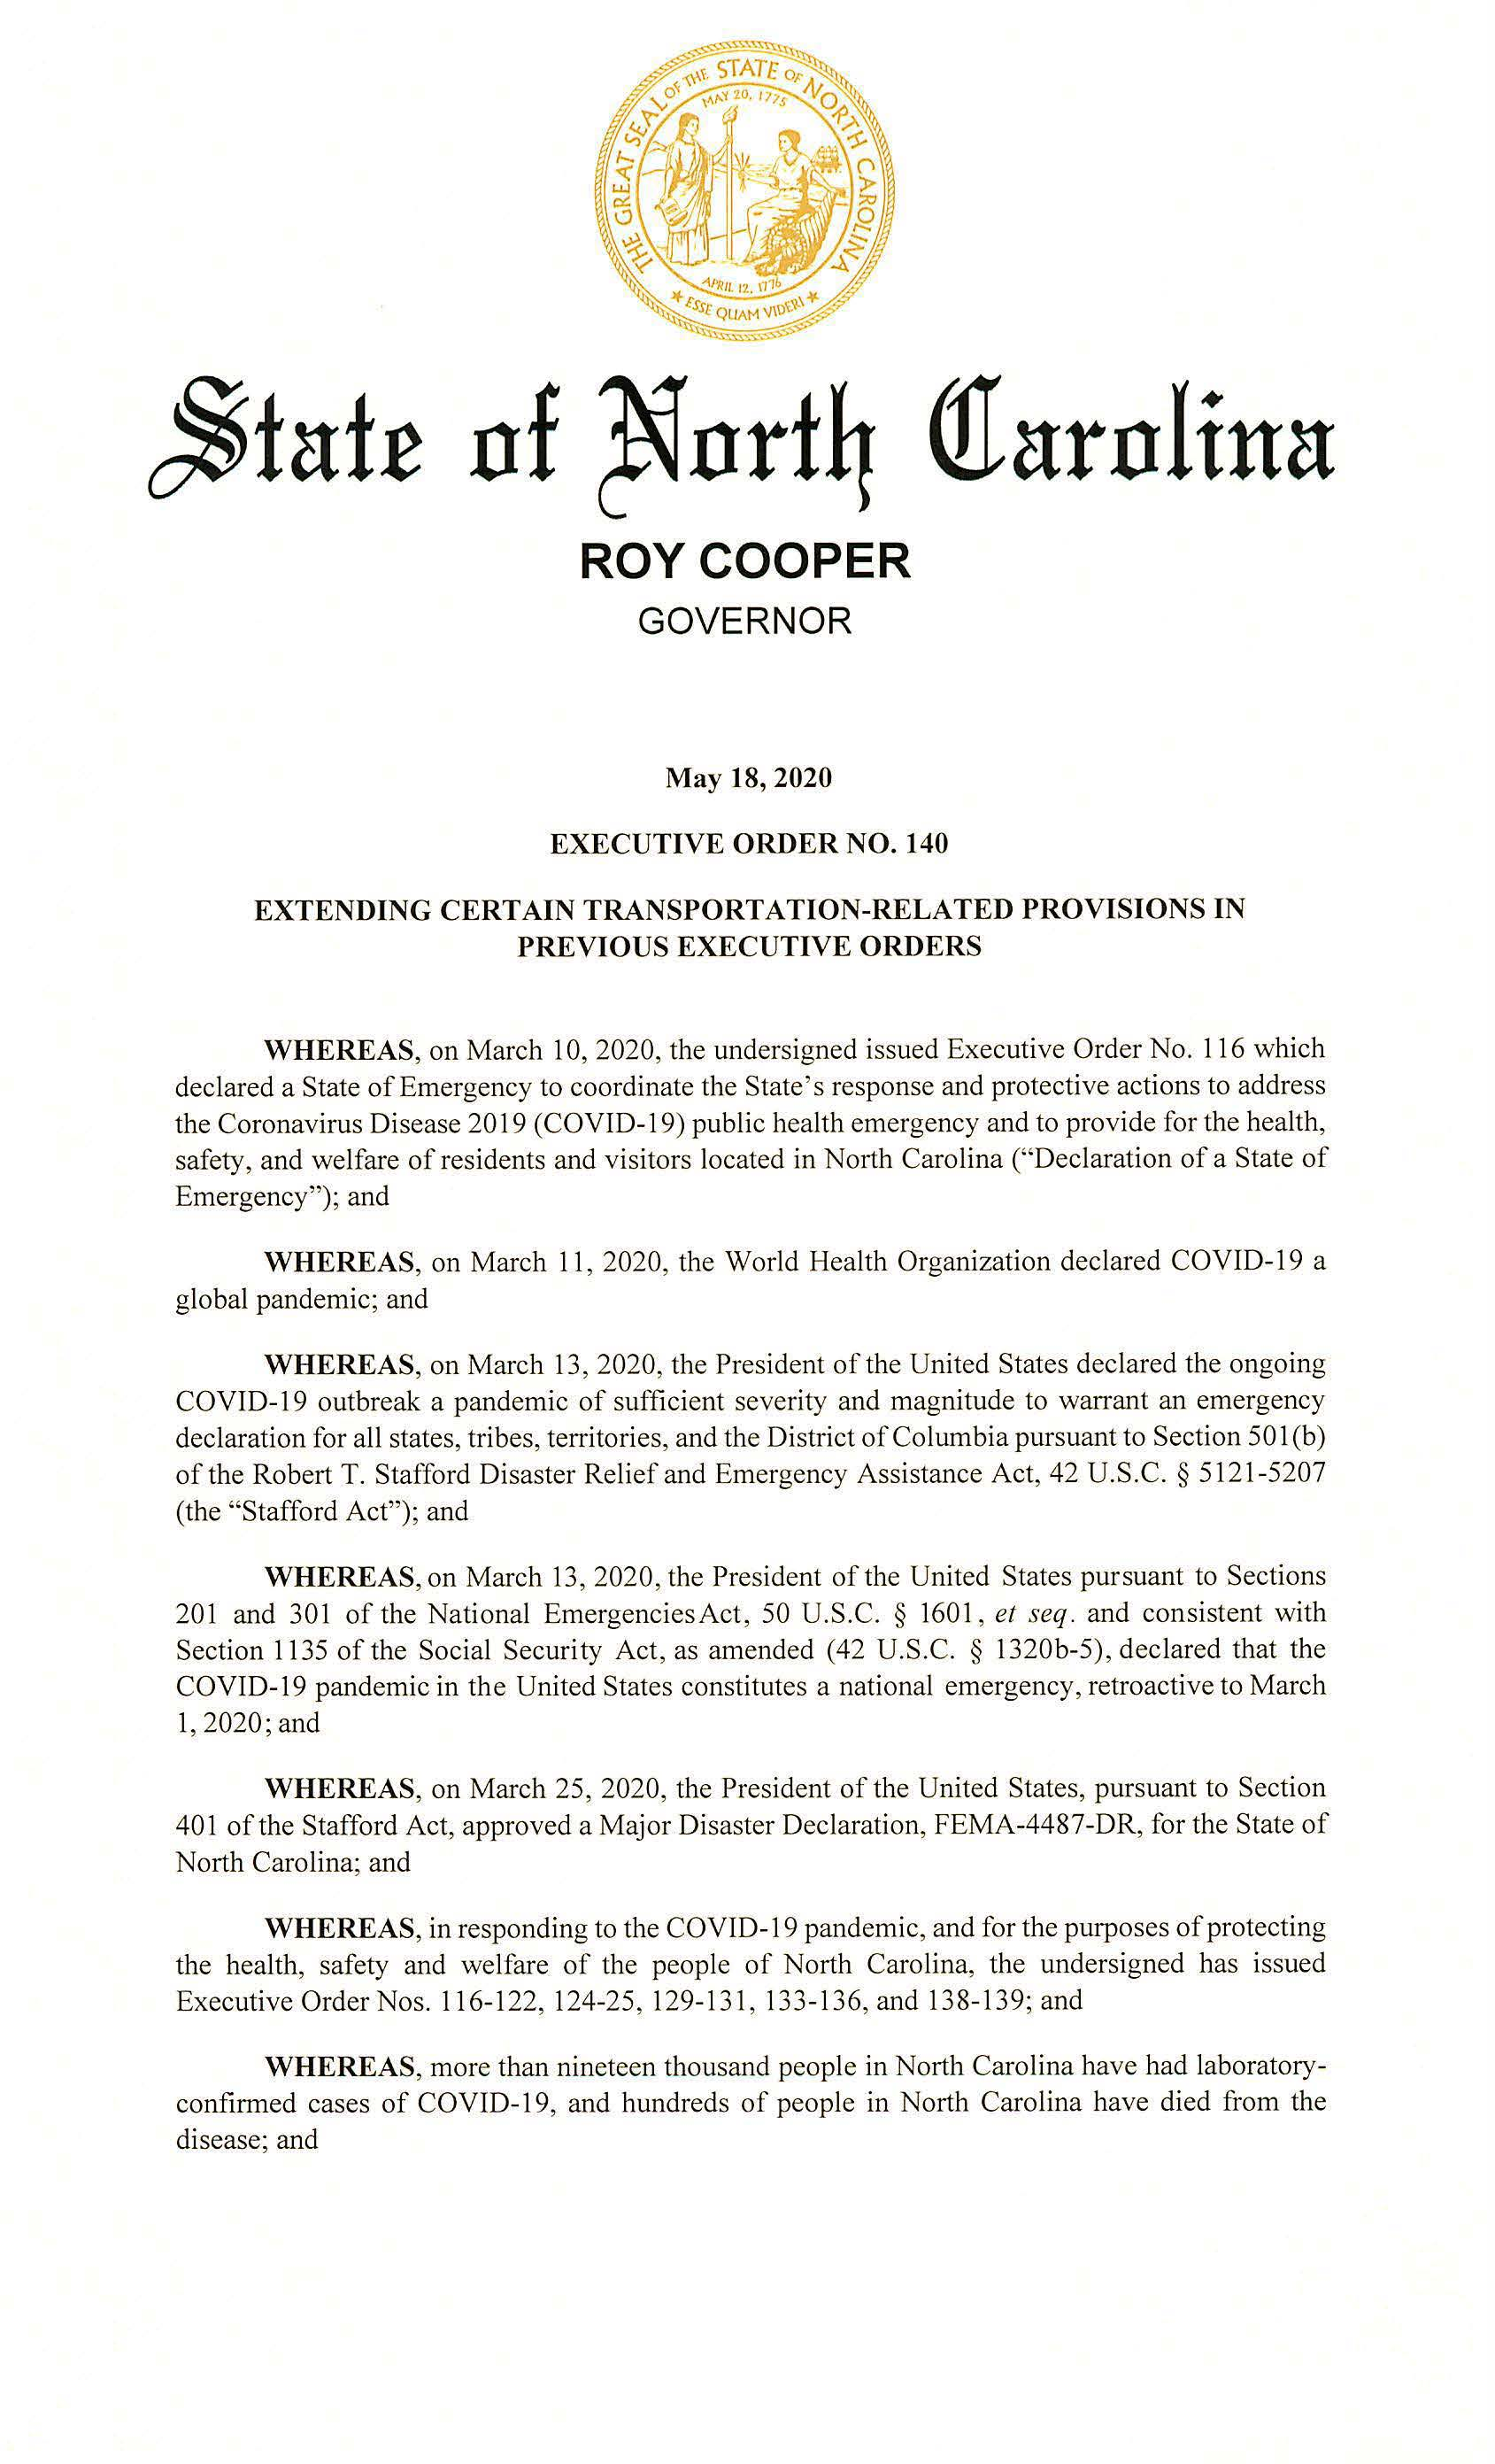 THE GREAT SEAL OF THE STATE OF NORTH CAROLINA
MAY 20, 1775
APRIL 12, 1776
★ ESSE QUAM VIDERI ★
State of North Carolina
ROY COOPER
GOVERNOR
May 18, 2020
EXECUTIVE ORDER NO. 140
EXTENDING CERTAIN TRANSPORTATION-RELATED PROVISIONS IN
PREVIOUS EXECUTIVE ORDERS
WHEREAS, on March 10, 2020, the undersigned issued Executive Order No. 116 which
declared a State of Emergency to coordinate the State's response and protective actions to address
the Coronavirus Disease 2019 (COVID-19) public health emergency and to provide for the health,
safety, and welfare of residents and visitors located in North Carolina (“Declaration of a State of
Emergency”); and
WHEREAS, on March 11, 2020, the World Health Organization declared COVID-19 a
global pandemic; and
WHEREAS, on March 13, 2020, the President of the United States declared the ongoing
COVID-19 outbreak a pandemic of sufficient severity and magnitude to warrant an emergency
declaration for all states, tribes, territories, and the District of Columbia pursuant to Section 501(b)
of the Robert T. Stafford Disaster Relief and Emergency Assistance Act, 42 U.S.C. § 5121-5207
(the “Stafford Act”); and
WHEREAS, on March 13, 2020, the President of the United States pursuant to Sections
201 and 301 of the National Emergencies Act, 50 U.S.C. § 1601, et seq. and consistent with
Section 1135 of the Social Security Act, as amended (42 U.S.C. § 1320b-5), declared that the
COVID-19 pandemic in the United States constitutes a national emergency, retroactive to March
1, 2020; and
WHEREAS, on March 25, 2020, the President of the United States, pursuant to Section
401 of the Stafford Act, approved a Major Disaster Declaration, FEMA-4487-DR, for the State of
North Carolina; and
WHEREAS, in responding to the COVID-19 pandemic, and for the purposes of protecting
the health, safety and welfare of the people of North Carolina, the undersigned has issued
Executive Order Nos. 116-122, 124-25, 129-131, 133-136, and 138-139; and
WHEREAS, more than nineteen thousand people in North Carolina have had laboratory-
confirmed cases of COVID-19, and hundreds of people in North Carolina have died from the
disease; and